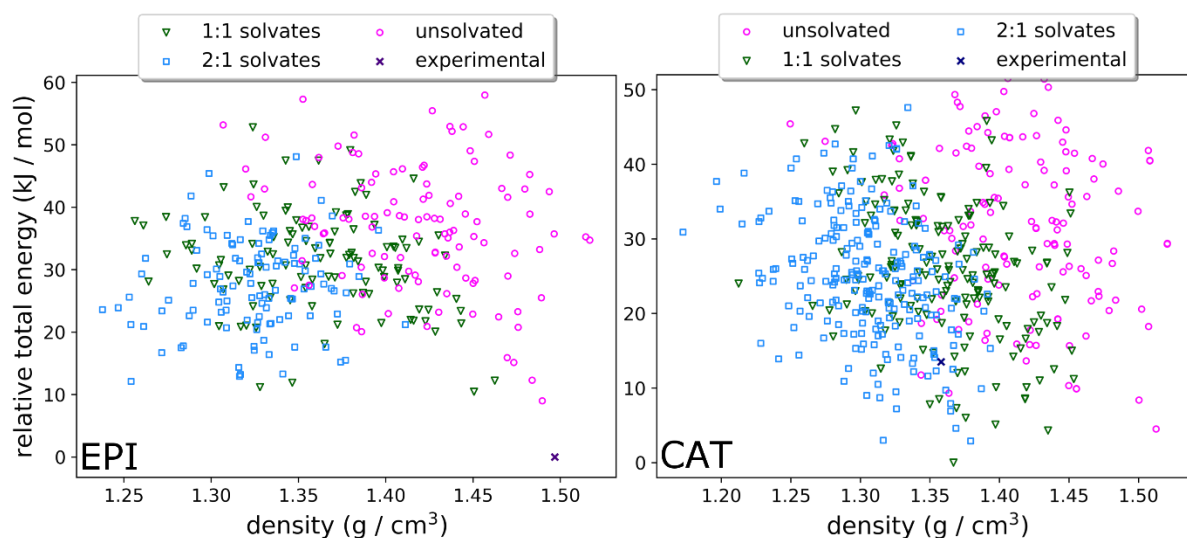 1:1 solvates unsolvated
2:1 solvates experimental
unsolvated 2:1 solvates
1:1 solvates experimental
relative total energy (kJ / mol)
60
50
40
30
20
10
0
EPI
1.25 1.30 1.35 1.40 1.45 1.50
density (g / cm³)
50
40
30
20
10
0
CAT
1.20 1.25 1.30 1.35 1.40 1.45 1.50
density (g / cm³)